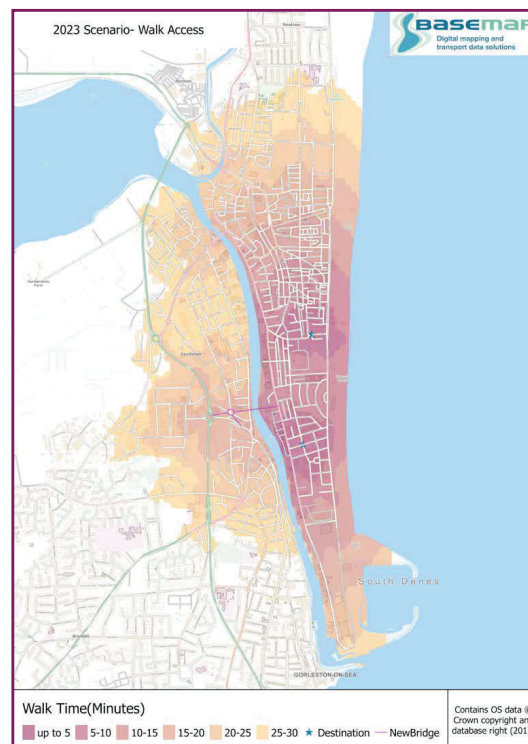 2023 Scenario- Walk Access
BASEMAP
Digital mapping and
transport data solutions
South Denes
GORLESTON-ON-SEA
Walk Time(Minutes)
up to 5 5-10 10-15 15-20 20-25 25-30 Destination NewBridge
Contains OS data ©
Crown copyright an
database right (201